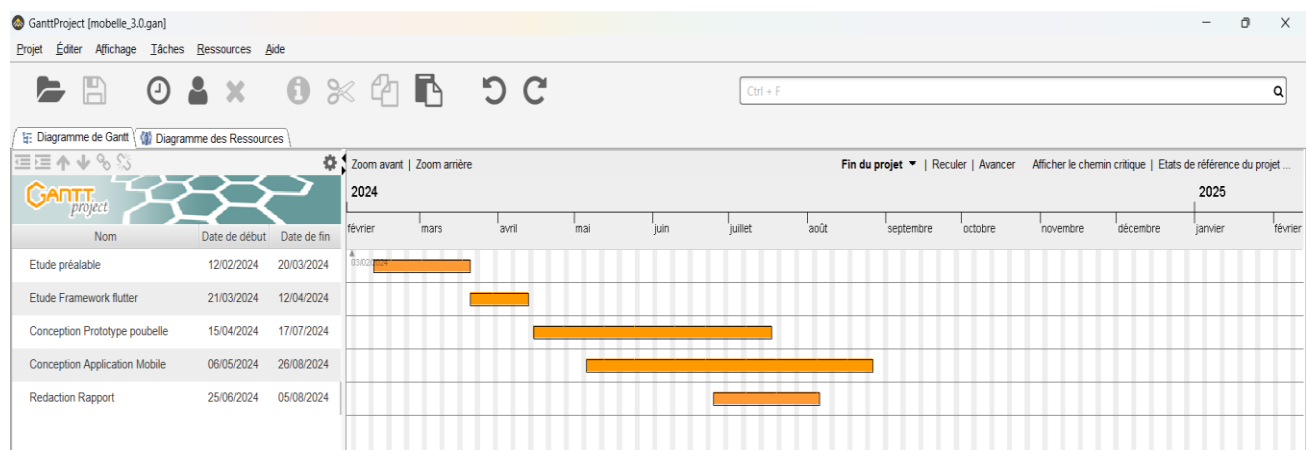 GanttProject [mobelle_3.0.gan]
Projet Éditer Affichage Tâches Ressources Aide
Ctrl + F
Diagramme de Gantt Diagramme des Ressources
Zoom avant | Zoom arrière Fin du projet | Reculer | Avancer Afficher le chemin critique | Etats de référence du projet ...
GANTT project
2024 2025
Nom Date de début Date de fin
février mars avril mai juin juillet août septembre octobre novembre décembre janvier février
03/02/2024
Etude préalable 12/02/2024 20/03/2024
Etude Framework flutter 21/03/2024 12/04/2024
Conception Prototype poubelle 15/04/2024 17/07/2024
Conception Application Mobile 06/05/2024 26/08/2024
Redaction Rapport 25/06/2024 05/08/2024